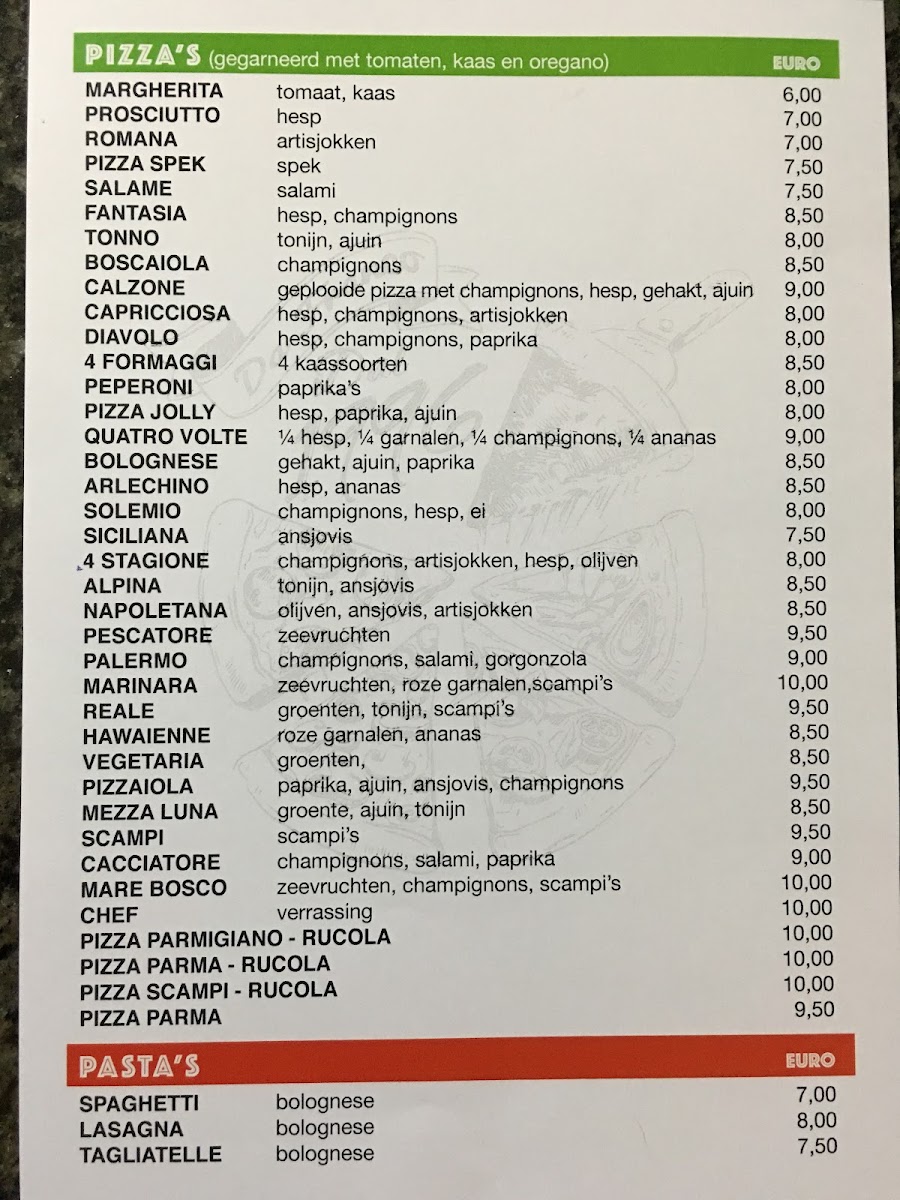 PIZZA'S (gegarneerd met tomaten, kaas en oregano) EURO
MARGHERITA tomaat, kaas 6,00
PROSCIUTTO hesp 7,00
ROMANA artisjokken 7,00
PIZZA SPEK spek 7,50
SALAME salami 7,50
FANTASIA hesp, champignons 8,50
TONNO tonijn, ajuin 8,00
BOSCAIOLA champignons 8,50
CALZONE geplooide pizza met champignons, hesp, gehakt, ajuin 9,00
CAPRICCIOSA hesp, champignons, artisjokken 8,00
DIAVOLO hesp, champignons, paprika 8,00
4 FORMAGGI 4 kaassoorten 8,50
PEPERONI paprika's 8,00
PIZZA JOLLY hesp, paprika, ajuin 8,00
QUATRO VOLTE ¼ hesp, ¼ garnalen, ¼ champignons, ¼ ananas 9,00
BOLOGNESE gehakt, ajuin, paprika 8,50
ARLECHINO hesp, ananas 8,50
SOLEMIO champignons, hesp, ei 8,00
SICILIANA ansjovis 7,50
4 STAGIONE champignons, artisjokken, hesp, olijven 8,00
ALPINA tonijn, ansjovis 8,50
NAPOLETANA olijven, ansjovis, artisjokken 8,50
PESCATORE zeevruchten 9,50
PALERMO champignons, salami, gorgonzola 9,00
MARINARA zeevruchten, roze garnalen,scampi's 10,00
REALE groenten, tonijn, scampi's 9,50
HAWAIENNE roze garnalen, ananas 8,50
VEGETARIA groenten, 8,50
PIZZAIOLA paprika, ajuin, ansjovis, champignons 9,50
MEZZA LUNA groente, ajuin, tonijn 8,50
SCAMPI scampi's 9,50
CACCIATORE champignons, salami, paprika 9,00
MARE BOSCO zeevruchten, champignons, scampi's 10,00
CHEF verrassing 10,00
PIZZA PARMIGIANO - RUCOLA 10,00
PIZZA PARMA - RUCOLA 10,00
PIZZA SCAMPI - RUCOLA 10,00
PIZZA PARMA 9,50
PASTA'S EURO
SPAGHETTI bolognese 7,00
LASAGNA bolognese 8,00
TAGLIATELLE bolognese 7,50